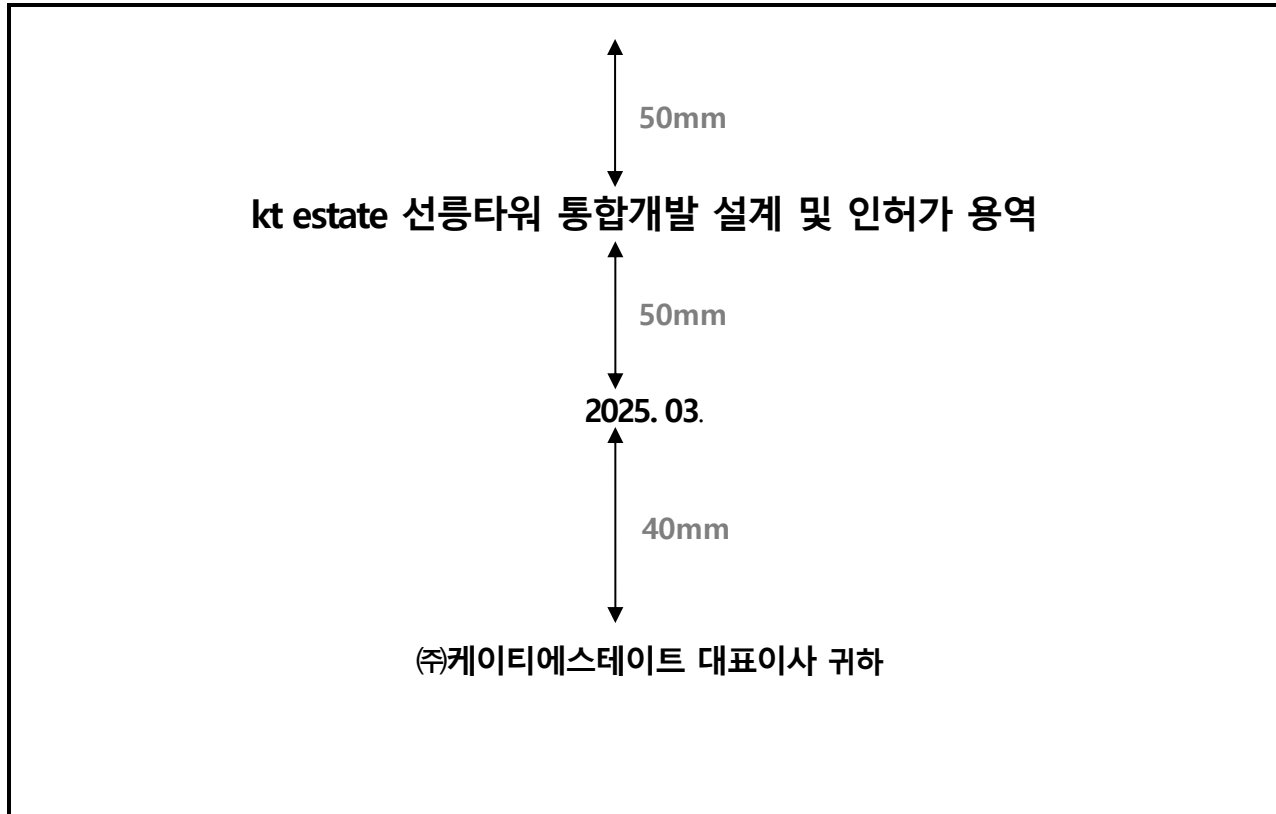 50mm
kt estate 선릉타워 통합개발 설계 및 인허가 용역
50mm
2025. 03.
40mm
㈜케이티에스테이트 대표이사 귀하